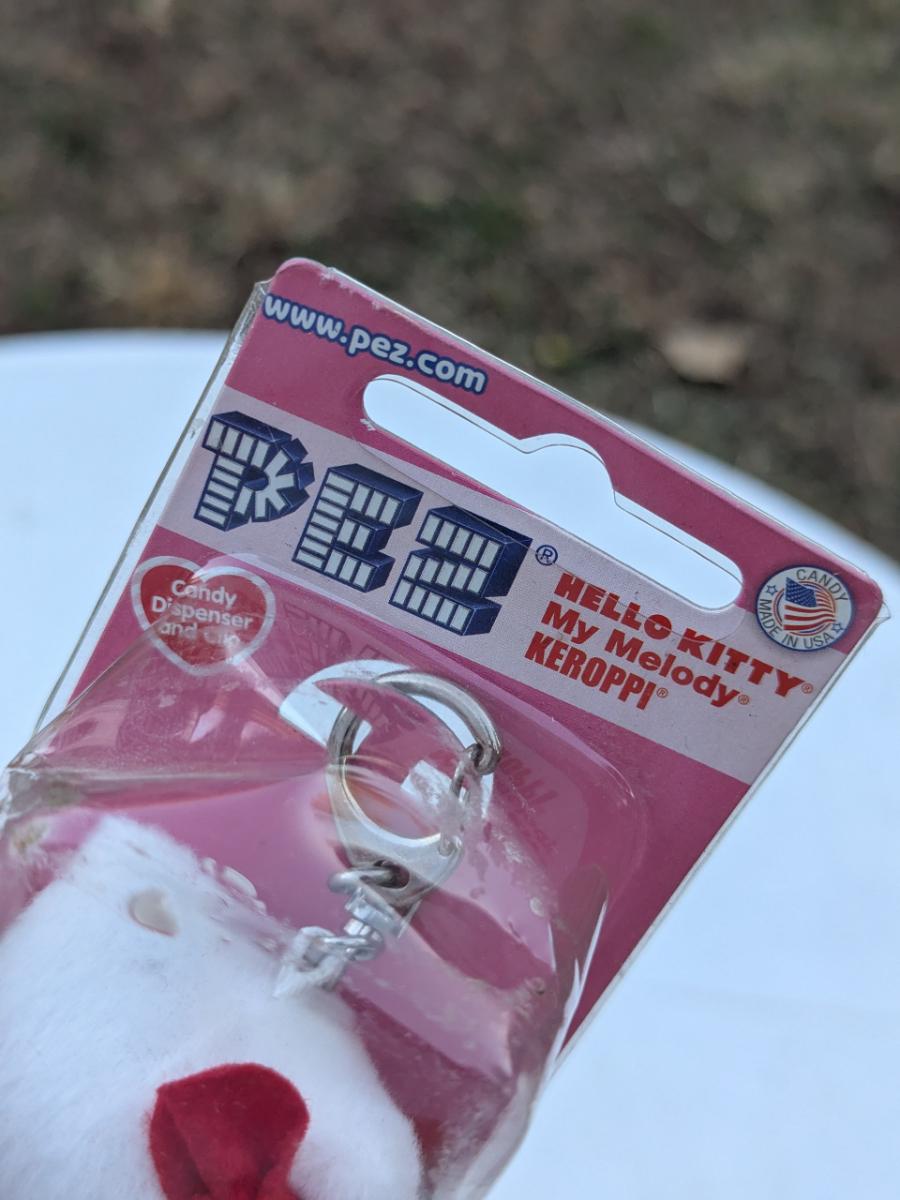 www.pez.com
PEZ®
HELLO KITTY®
My Melody®
KEROPPI®
CANDY
MADE IN USA
Candy
Dispenser
and Clip